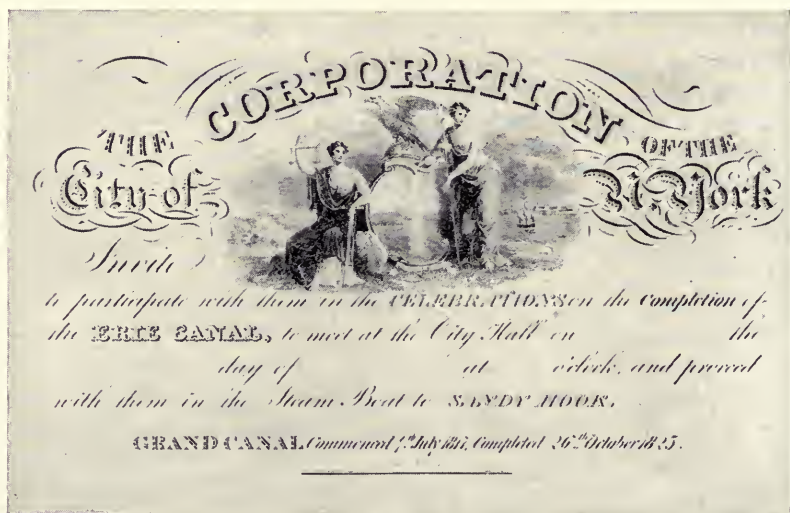 THE CORPORATION OF THE
City of N. York
Invite
to participate with them in the CELEBRATIONS on the Completion of
the ERIE CANAL, to meet at the City Hall on the
day of at o'clock, and proceed
with them in the Steam Boat to SANDY HOOK.
GRAND CANAL Commenced 4th July 1817, Completed 26th October 1825.